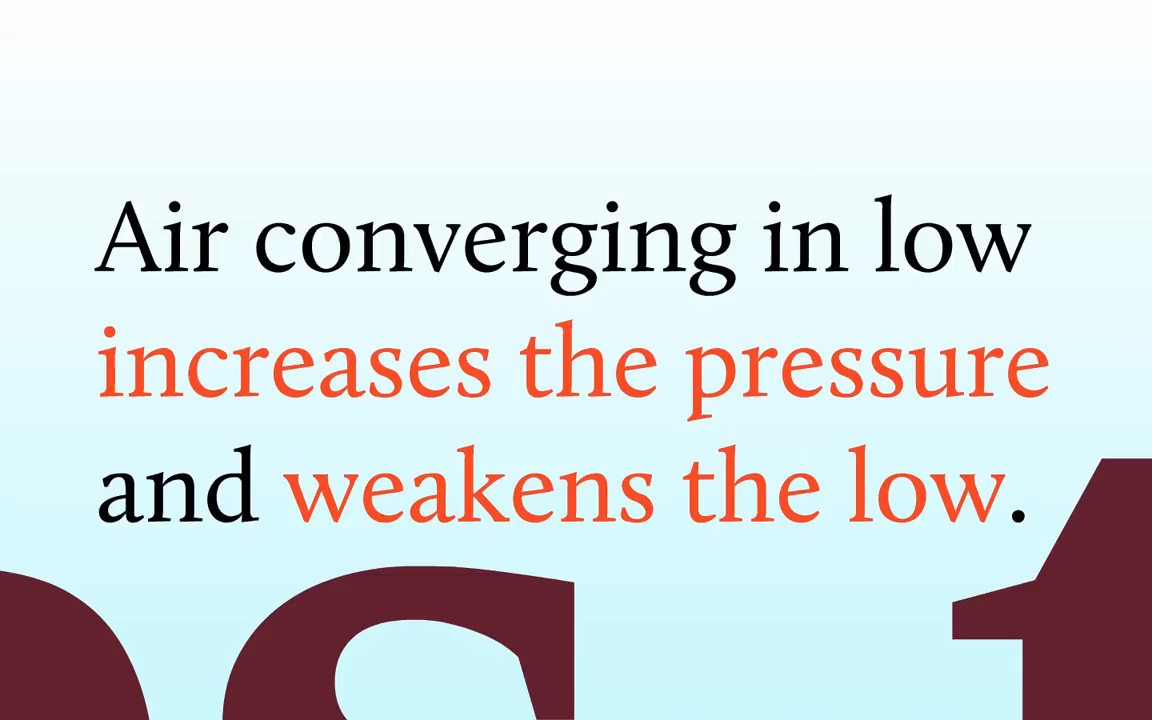 Air converging in low
increases the pressure
and weakens the low.